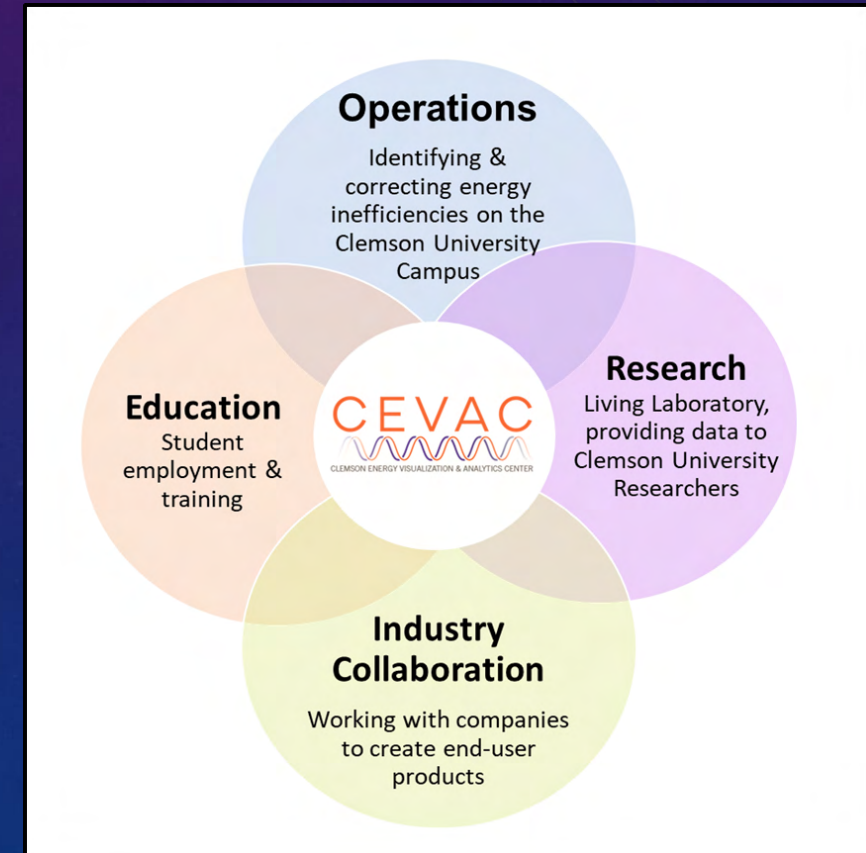 Operations
Identifying &
correcting energy
inefficiencies on the
Clemson University
Campus
Research
Living Laboratory,
providing data to
Clemson University
Researchers
Education
Student
employment &
training
CEVAC
CLEMSON ENERGY VISUALIZATION & ANALYTICS CENTER
Industry
Collaboration
Working with companies
to create end-user
products